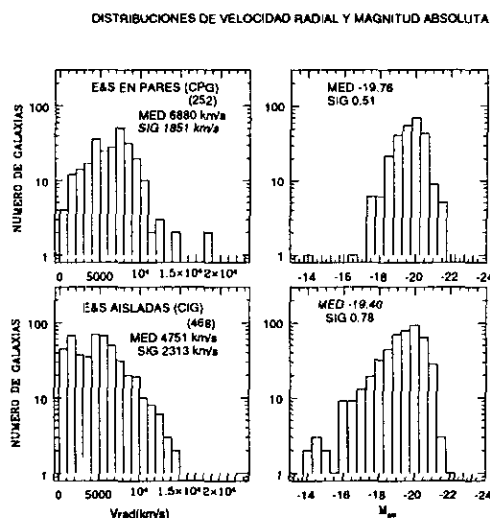 DISTRIBUCIONES DE VELOCIDAD RADIAL Y MAGNITUD ABSOLUTA
NUMERO DE GALAXIAS
100
10
1
E&S EN PARES (CPG)
(252)
MED 6880 km/s
SIG 1851 km/s
0 5000 10⁴ 1.5×10⁴ 2×10⁴
100
10
1
MED -19.76
SIG 0.51
-14 -16 -18 -20 -22 -24
NUMERO DE GALAXIAS
100
10
1
E&S AISLADAS (CIG)
(468)
MED 4751 km/s
SIG 2313 km/s
0 5000 10⁴ 1.5×10⁴ 2×10⁴
Vrad(km/s)
100
10
1
MED -19.40
SIG 0.78
-14 -16 -18 -20 -22 -24
M